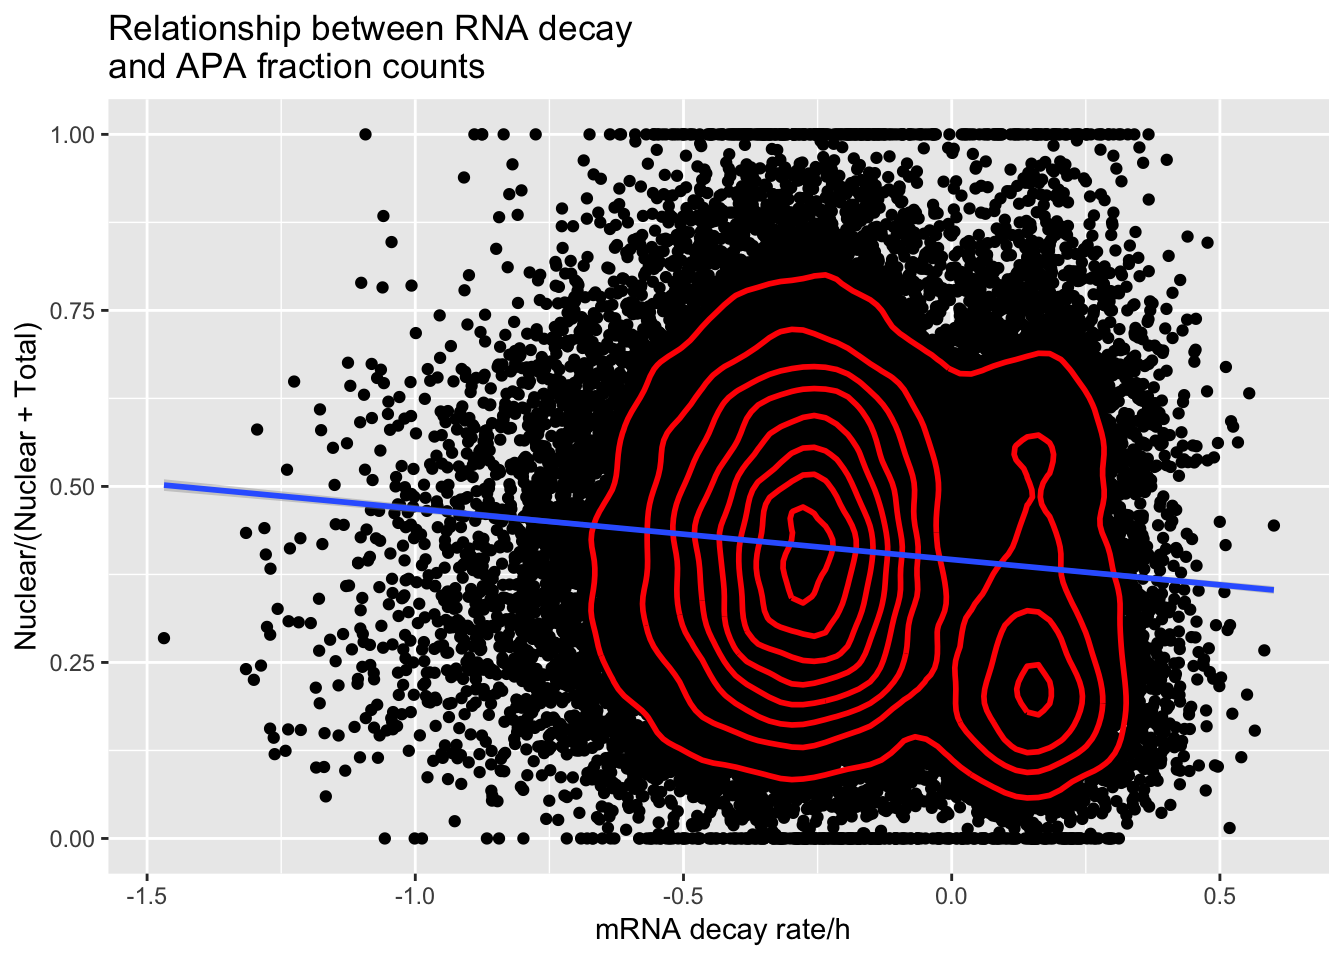 Relationship between RNA decay
and APA fraction counts
1.00
0.75
0.50
0.25
0.00
Nuclear/(Nuclear + Total)
-1.5
-1.0
-0.5
0.0
0.5
mRNA decay rate/h